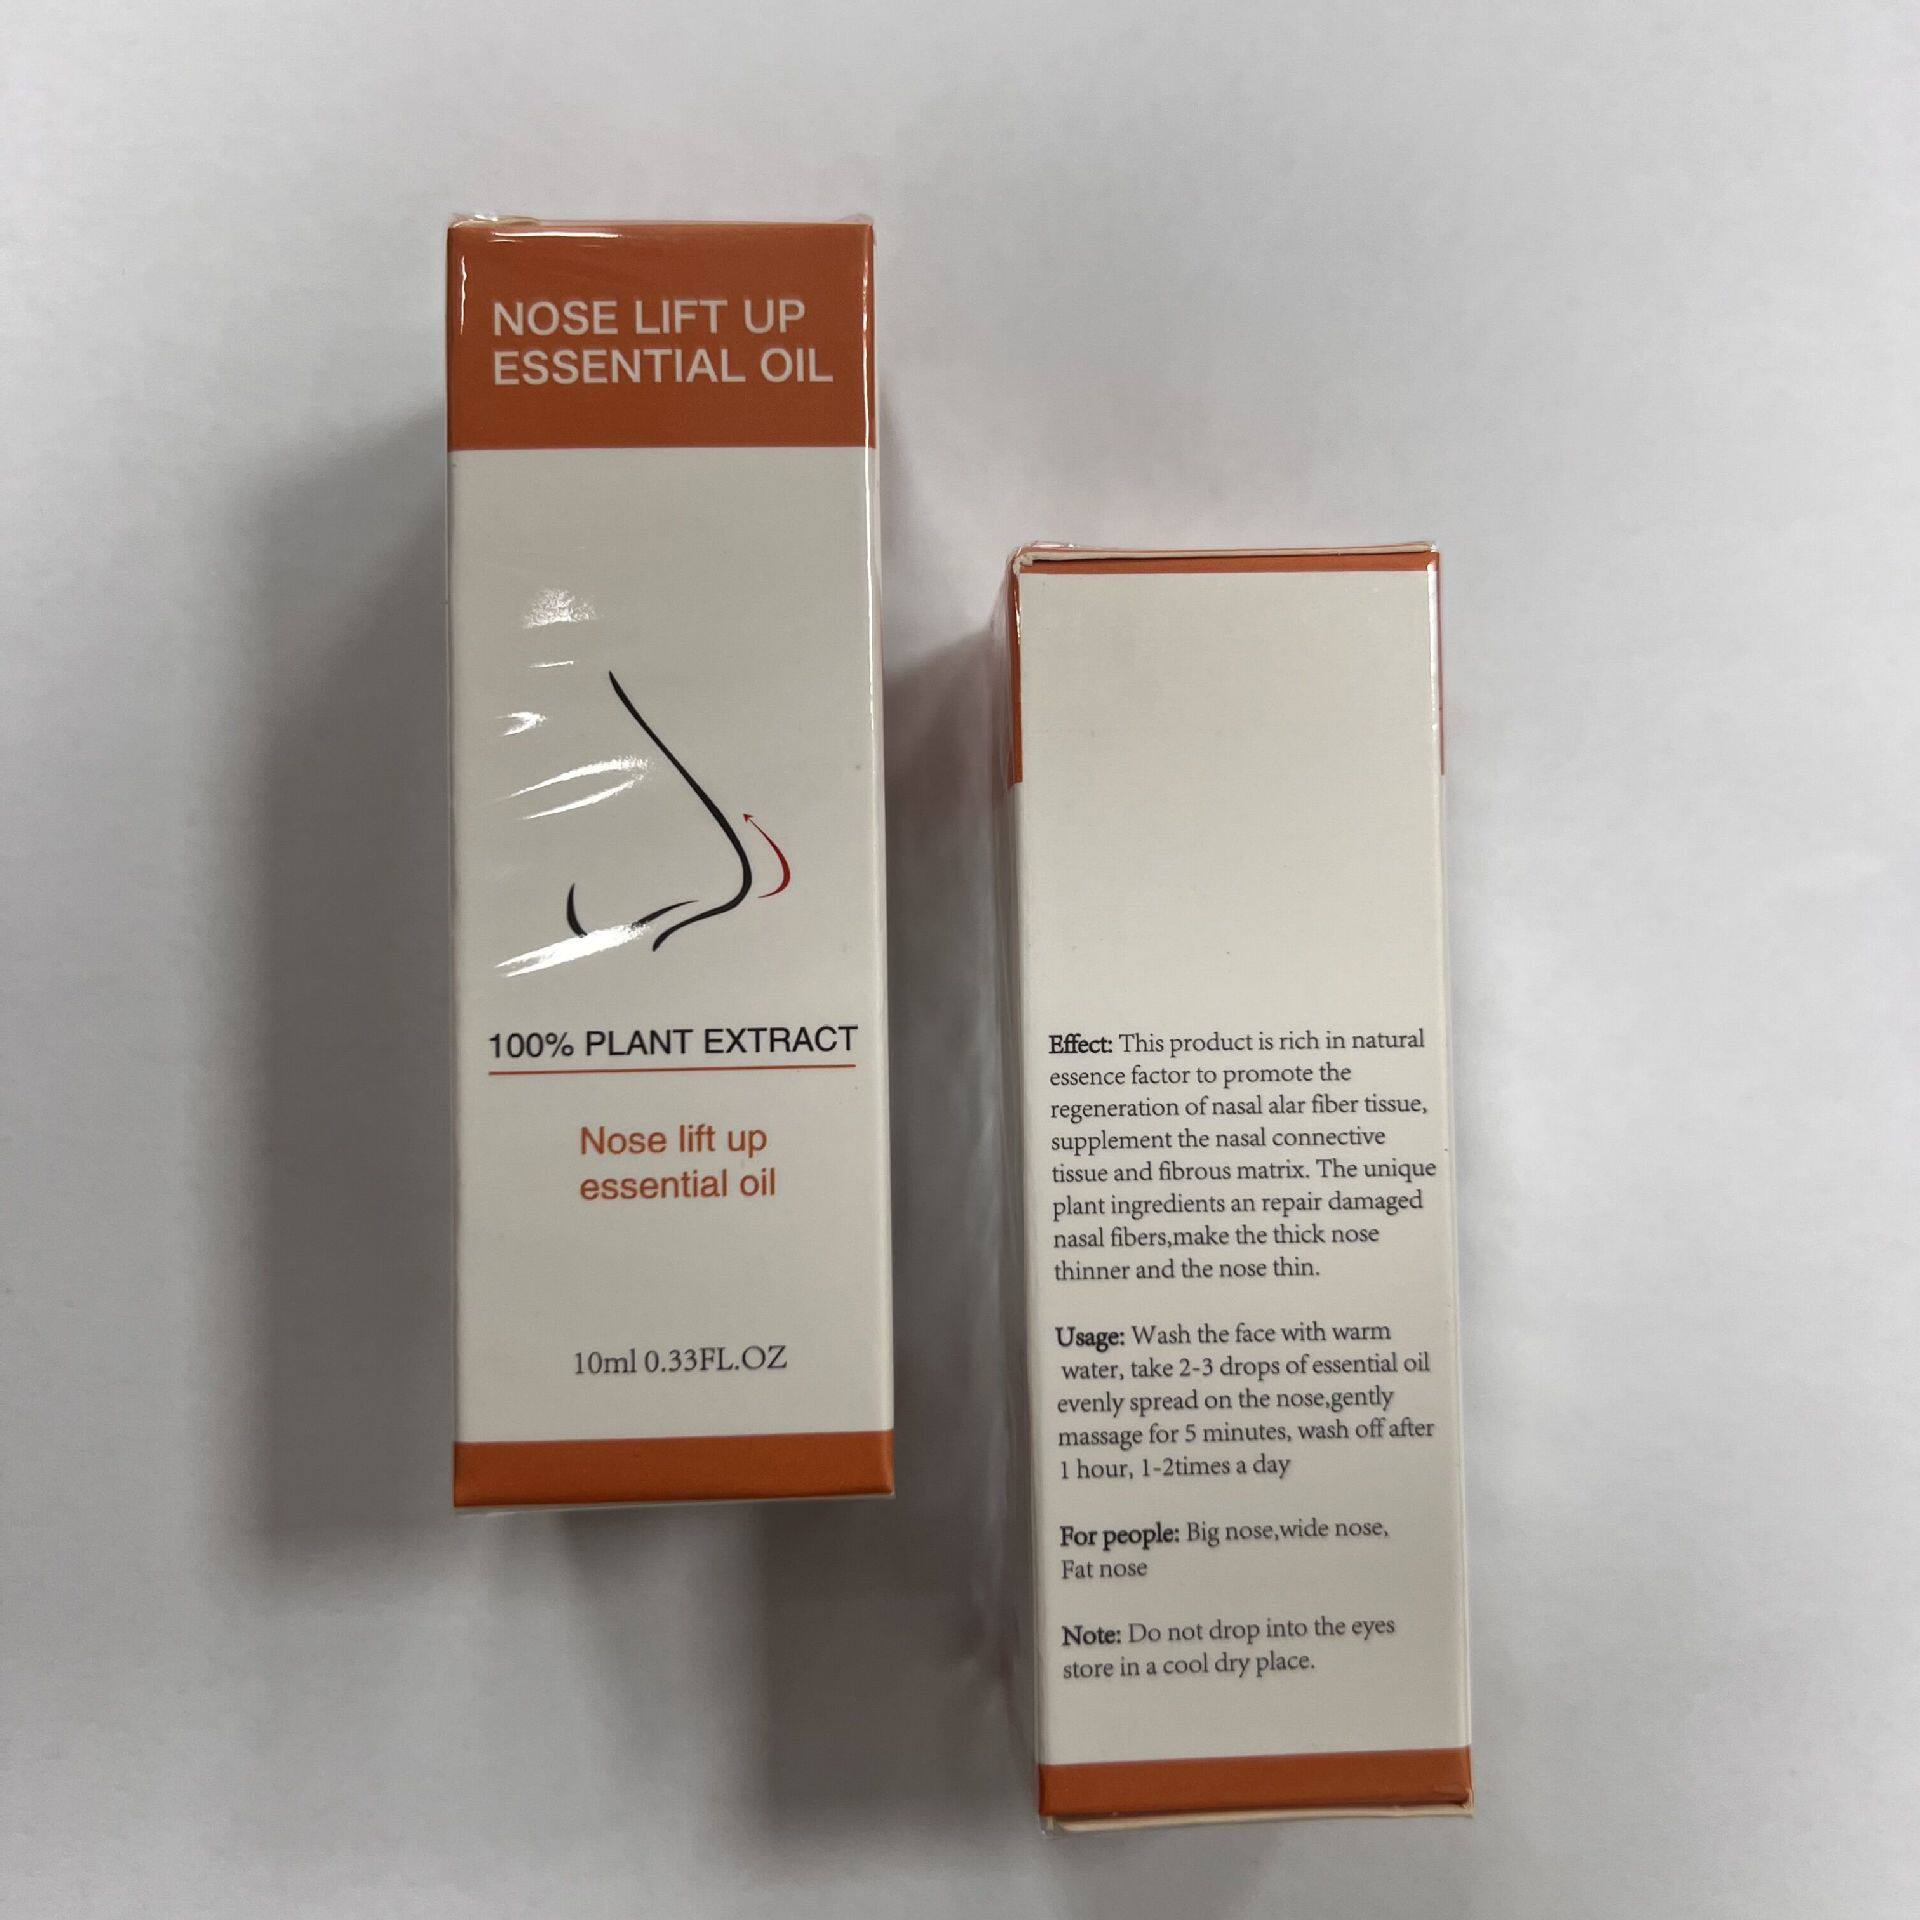 NOSE LIFT UP
ESSENTIAL OIL
100% PLANT EXTRACT
Nose lift up
essential oil
10ml 0.33FL.OZ
Effect: This product is rich in natural
essence factor to promote the
regeneration of nasal alar fiber tissue,
supplement the nasal connective
tissue and fibrous matrix. The unique
plant ingredients an repair damaged
nasal fibers,make the thick nose
thinner and the nose thin.
Usage: Wash the face with warm
water, take 2-3 drops of essential oil
evenly spread on the nose,gently
massage for 5 minutes, wash off after
1 hour, 1-2times a day
For people: Big nose,wide nose,
Fat nose
Note: Do not drop into the eyes
store in a cool dry place.